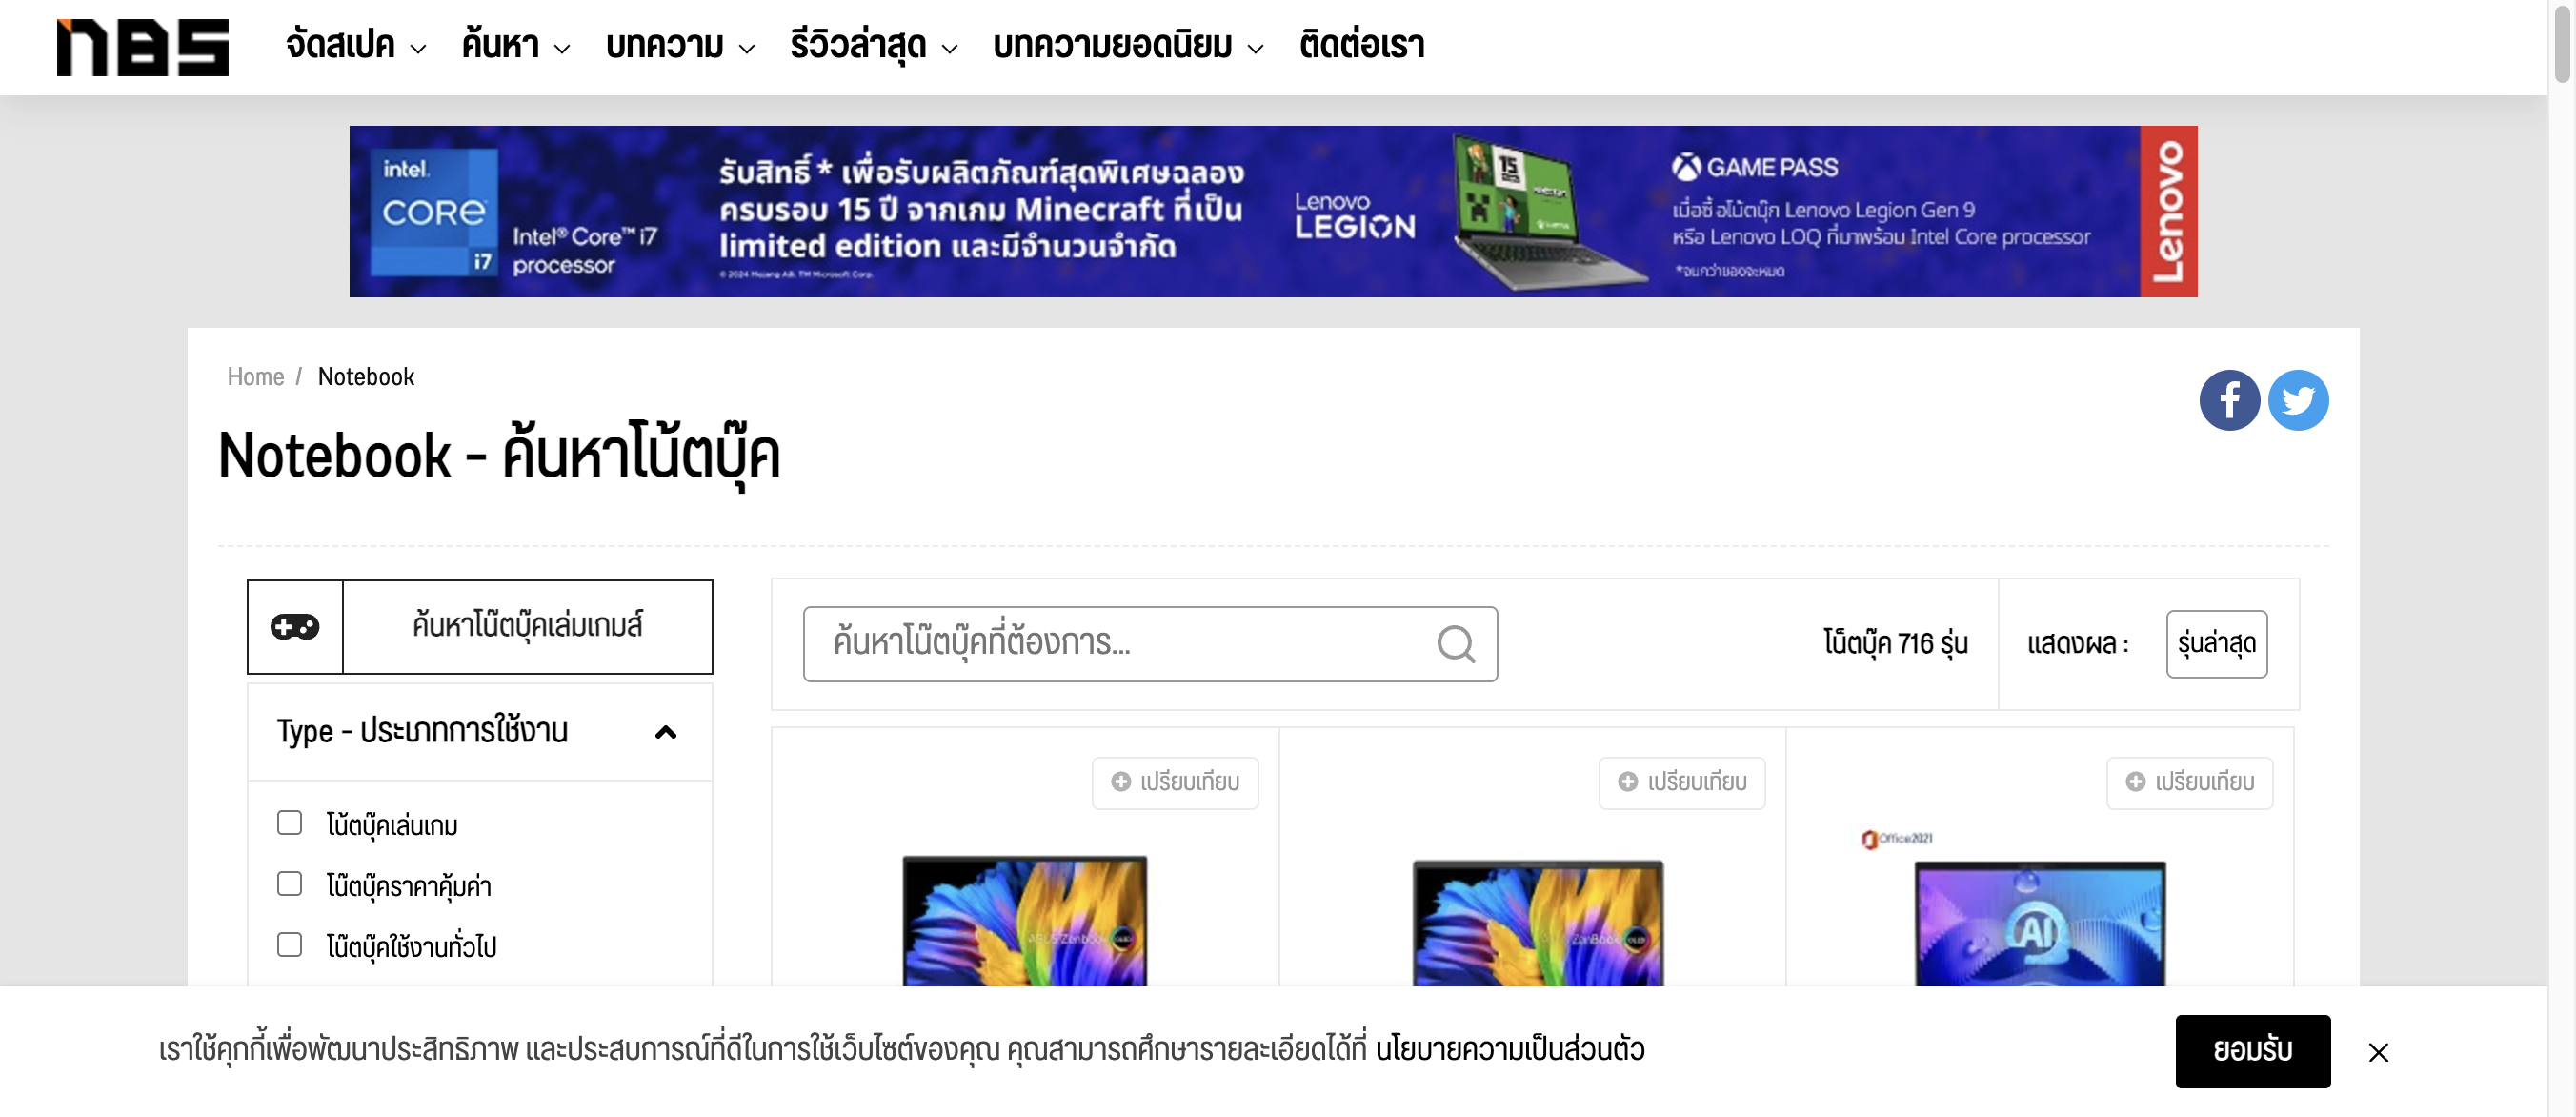 NBS
จัดสเปค
ค้นหา
บทความ
รีวิวล่าสุด
บทความยอดนิยม
ติดต่อเรา
intel.
CORE
i7
Intel® Core™ i7
processor
รับสิทธิ์ * เพื่อรับผลิตภัณฑ์สุดพิเศษฉลอง
ครบรอบ 15 ปี จากเกม Minecraft ที่เป็น
limited edition และมีจำนวนจำกัด
© 2024 Mojang AB. TM Microsoft Corp.
Lenovo
LEGION
15
GAME PASS
เมื่อซื้อโน้ตบุ๊ก Lenovo Legion Gen 9
หรือ Lenovo LOQ ที่มาพร้อม Intel Core processor
*จนกว่าของจะหมด
Lenovo
Home / Notebook
Notebook - ค้นหาโน้ตบุ๊ค
ค้นหาโน๊ตบุ๊คเล่มเกมส์
Type - ประเภทการใช้งาน
โน้ตบุ๊คเล่นเกม
โน๊ตบุ๊คราคาคุ้มค่า
โน๊ตบุ๊คใช้งานทั่วไป
ค้นหาโน๊ตบุ๊คที่ต้องการ...
โน็ตบุ๊ค 716 รุ่น
แสดงผล :
รุ่นล่าสุด
เปรียบเทียบ
เปรียบเทียบ
เปรียบเทียบ
ASUS Zenbook OLED
ZenBook OLED
Office2021
AI
เราใช้คุกกี้เพื่อพัฒนาประสิทธิภาพ และประสบการณ์ที่ดีในการใช้เว็บไซต์ของคุณ คุณสามารถศึกษารายละเอียดได้ที่ นโยบายความเป็นส่วนตัว
ยอมรับ